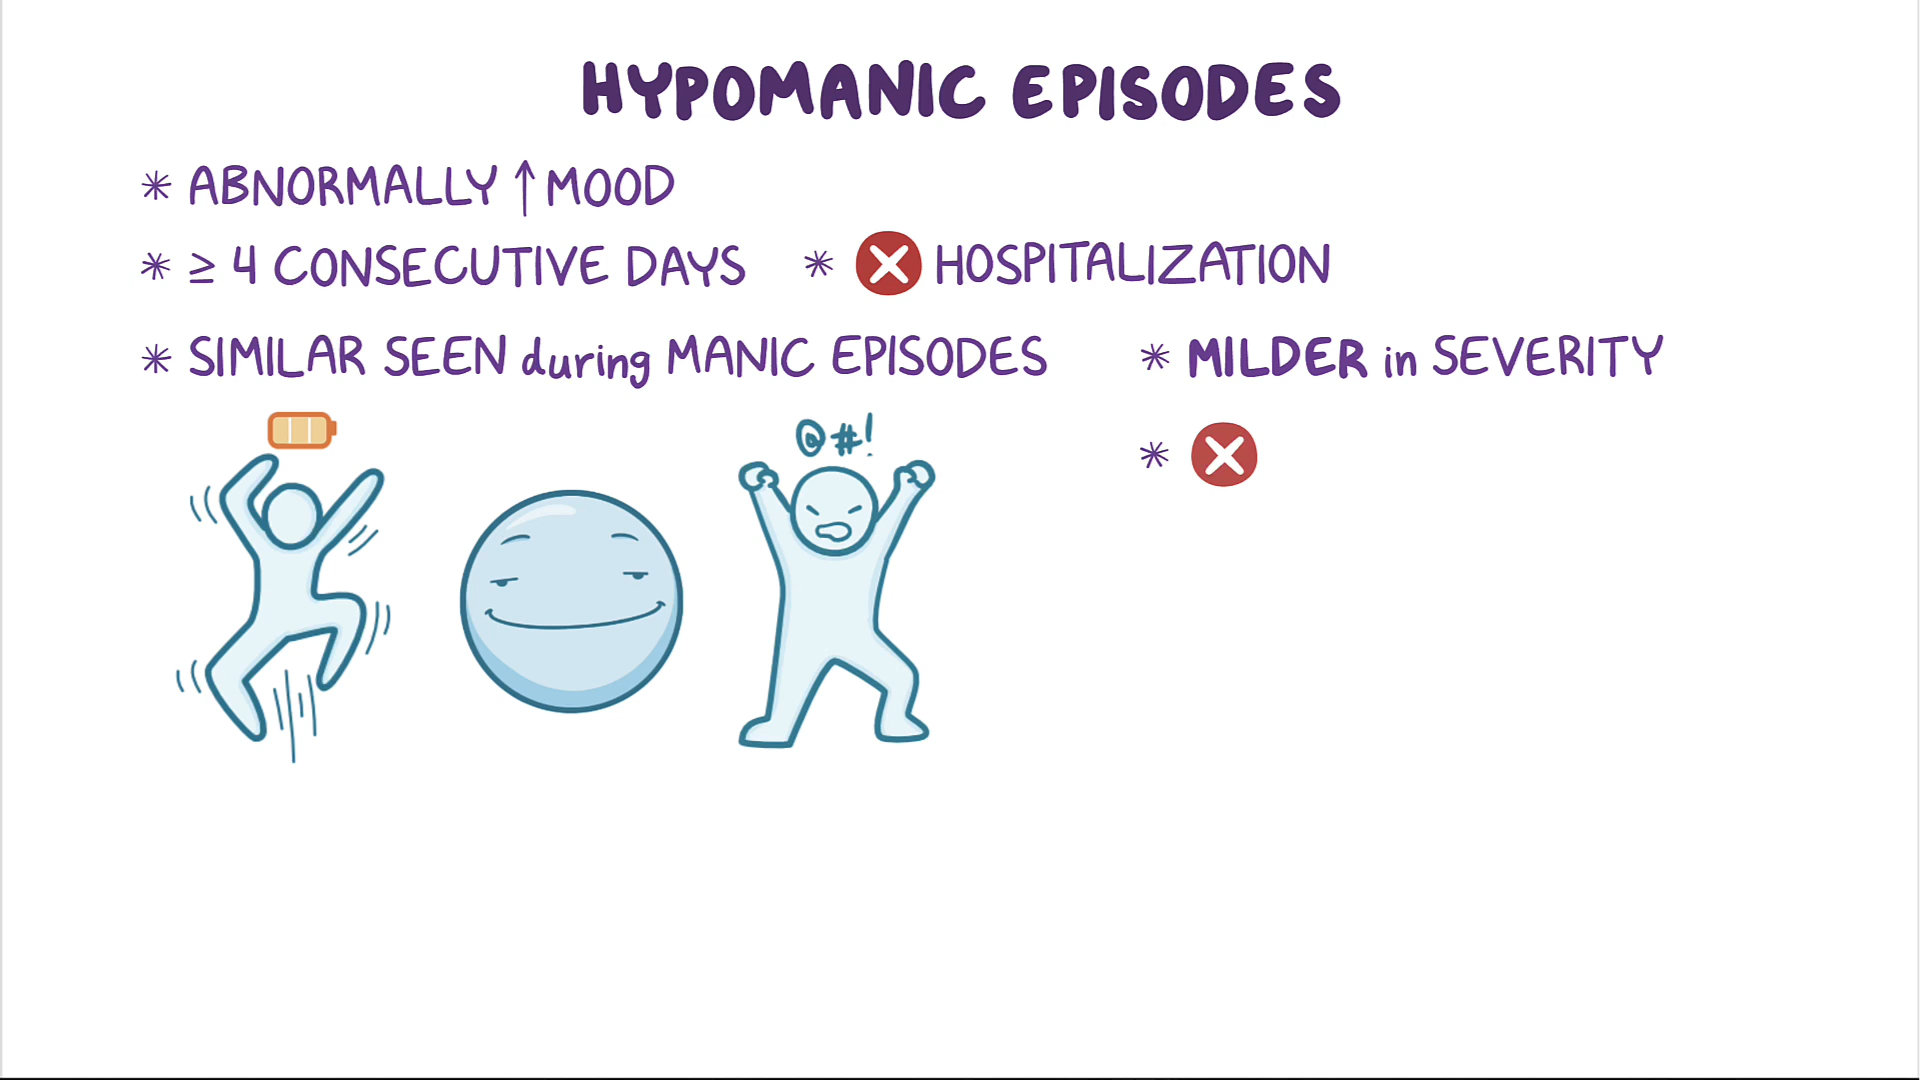 HYPOMANIC EPISODES
* ABNORMALLY ↑ MOOD
* ≥ 4 CONSECUTIVE DAYS * ❌ HOSPITALIZATION
* SIMILAR SEEN during MANIC EPISODES * MILDER in SEVERITY
* ❌
@#!